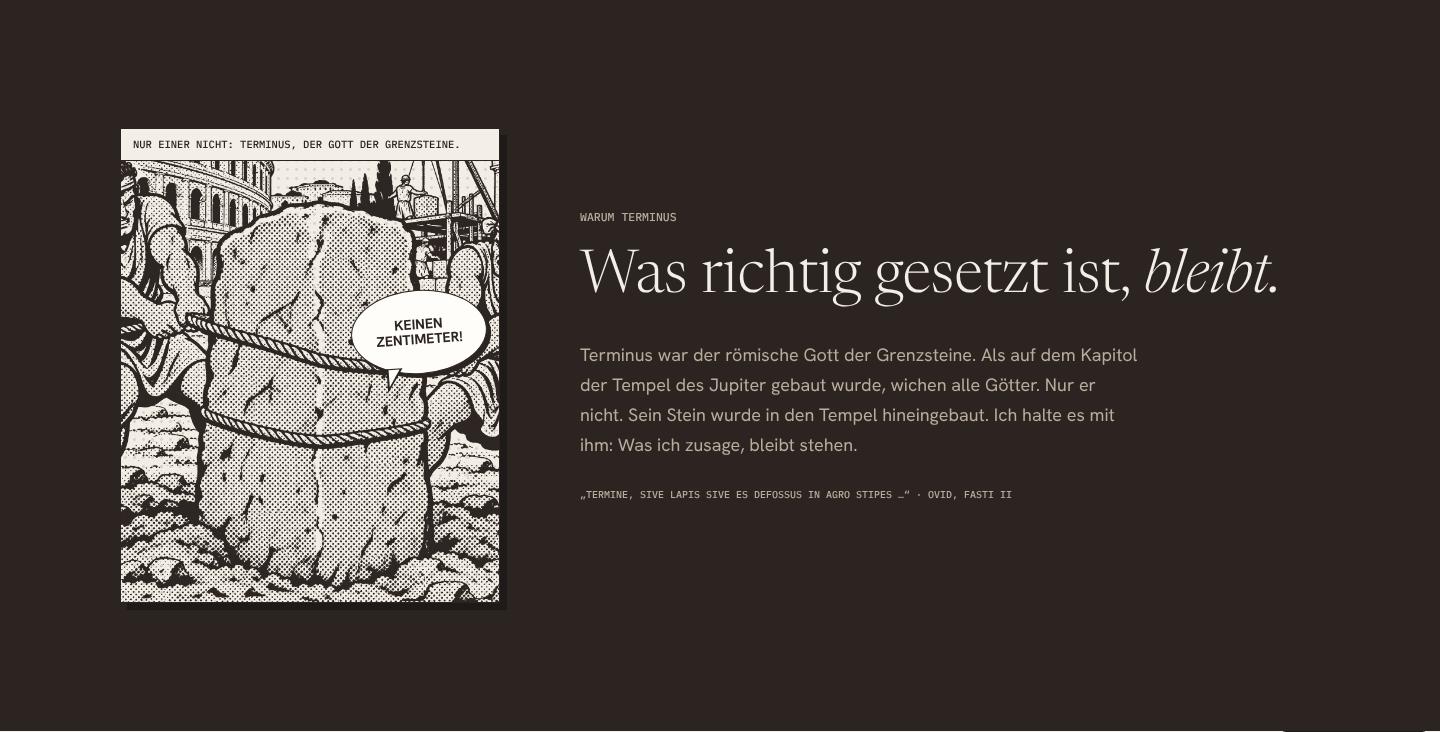 NUR EINER NICHT: TERMINUS, DER GOTT DER GRENZSTEINE.
KEINEN
ZENTIMETER!
WARUM TERMINUS
Was richtig gesetzt ist, bleibt.
Terminus war der römische Gott der Grenzsteine. Als auf dem Kapitol
der Tempel des Jupiter gebaut wurde, wichen alle Götter. Nur er
nicht. Sein Stein wurde in den Tempel hineingebaut. Ich halte es mit
ihm: Was ich zusage, bleibt stehen.
„TERMINE, SIVE LAPIS SIVE ES DEFOSSUS IN AGRO STIPES …“ · OVID, FASTI II